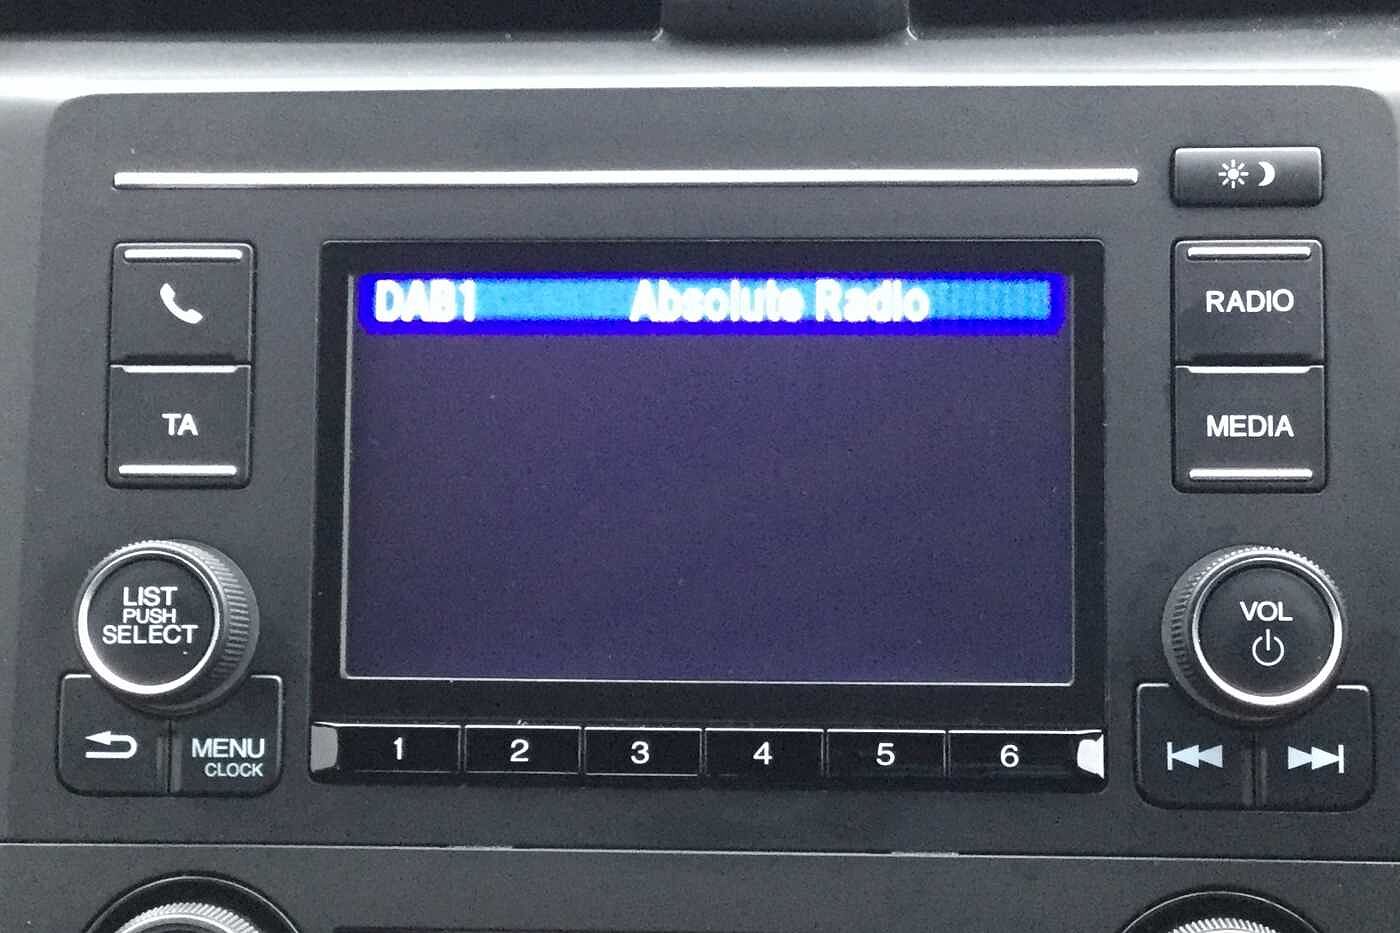 DAB1 Absolute Radio
RADIO
TA
MEDIA
LIST
PUSH
SELECT
VOL
MENU
CLOCK
1 2 3 4 5 6